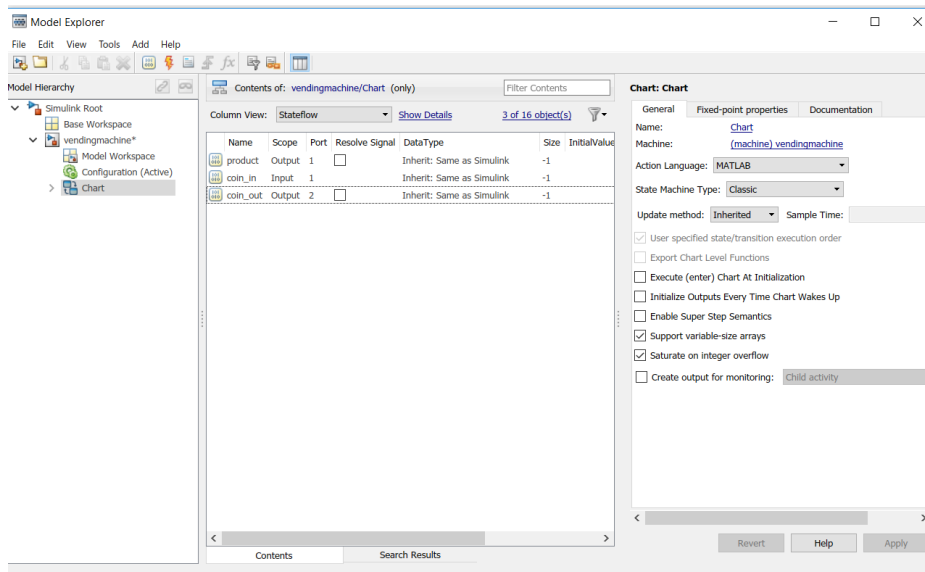 Model Explorer
File Edit View Tools Add Help
Model Hierarchy
Simulink Root
Base Workspace
vendingmachine*
Model Workspace
Configuration (Active)
Chart
Contents of: vendingmachine/Chart (only)
Filter Contents
Column View: Stateflow Show Details 3 of 16 object(s)
Name Scope Port Resolve Signal DataType Size InitialValue
product Output 1 Inherit: Same as Simulink -1
coin_in Input 1 Inherit: Same as Simulink -1
coin_out Output 2 Inherit: Same as Simulink -1
Contents Search Results
Chart: Chart
General Fixed-point properties Documentation
Name: Chart
Machine: (machine) vendingmachine
Action Language: MATLAB
State Machine Type: Classic
Update method: Inherited Sample Time:
User specified state/transition execution order
Export Chart Level Functions
Execute (enter) Chart At Initialization
Initialize Outputs Every Time Chart Wakes Up
Enable Super Step Semantics
Support variable-size arrays
Saturate on integer overflow
Create output for monitoring: Child activity
Revert Help Apply